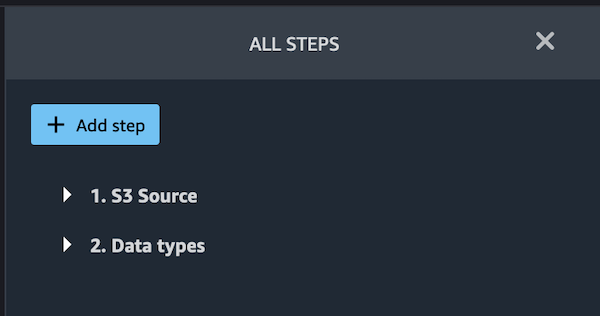 ALL STEPS
+ Add step
1. S3 Source
2. Data types